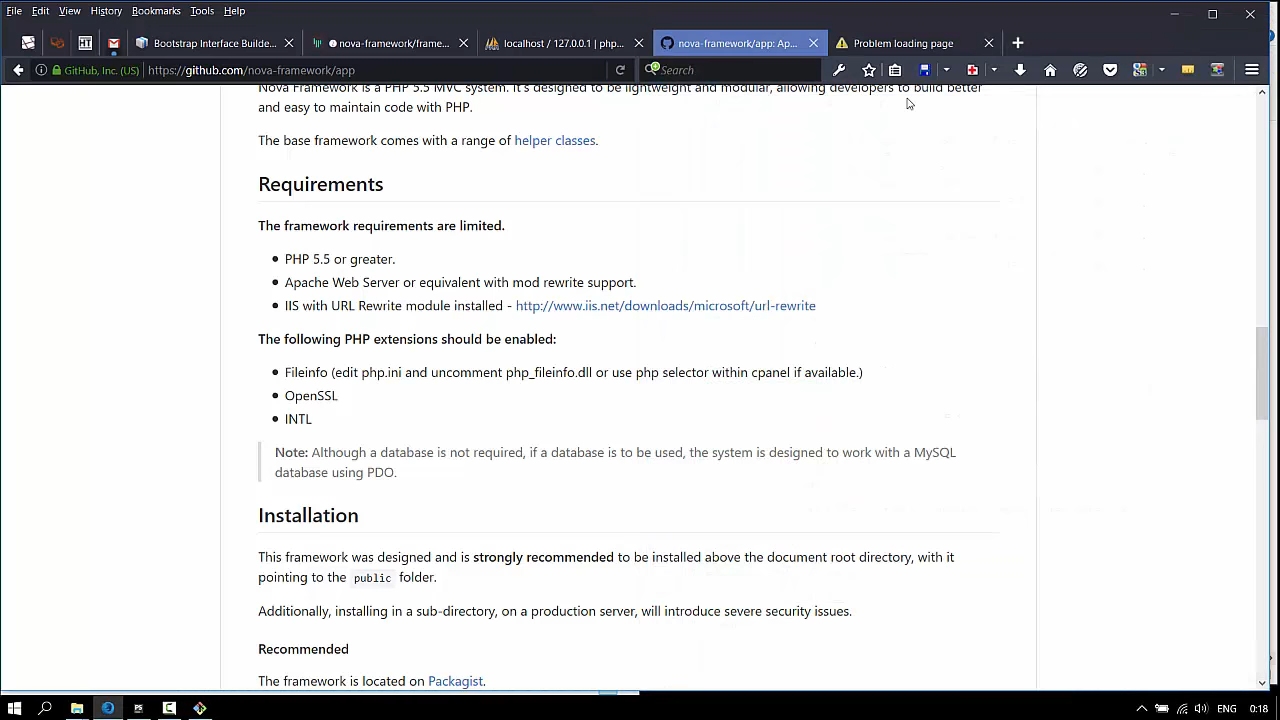 File Edit View History Bookmarks Tools Help
Bootstrap Interface Builde... nova-framework/frame... localhost / 127.0.0.1 | php... nova-framework/app: Ap... Problem loading page
GitHub, Inc. (US) https://github.com/nova-framework/app Search
Nova Framework is a PHP 5.5 MVC system. It's designed to be lightweight and modular, allowing developers to build better
and easy to maintain code with PHP.
The base framework comes with a range of helper classes.
Requirements
The framework requirements are limited.
PHP 5.5 or greater.
Apache Web Server or equivalent with mod rewrite support.
IIS with URL Rewrite module installed - http://www.iis.net/downloads/microsoft/url-rewrite
The following PHP extensions should be enabled:
Fileinfo (edit php.ini and uncomment php_fileinfo.dll or use php selector within cpanel if available.)
OpenSSL
INTL
Note: Although a database is not required, if a database is to be used, the system is designed to work with a MySQL
database using PDO.
Installation
This framework was designed and is strongly recommended to be installed above the document root directory, with it
pointing to the public folder.
Additionally, installing in a sub-directory, on a production server, will introduce severe security issues.
Recommended
The framework is located on Packagist.
ENG 0:18